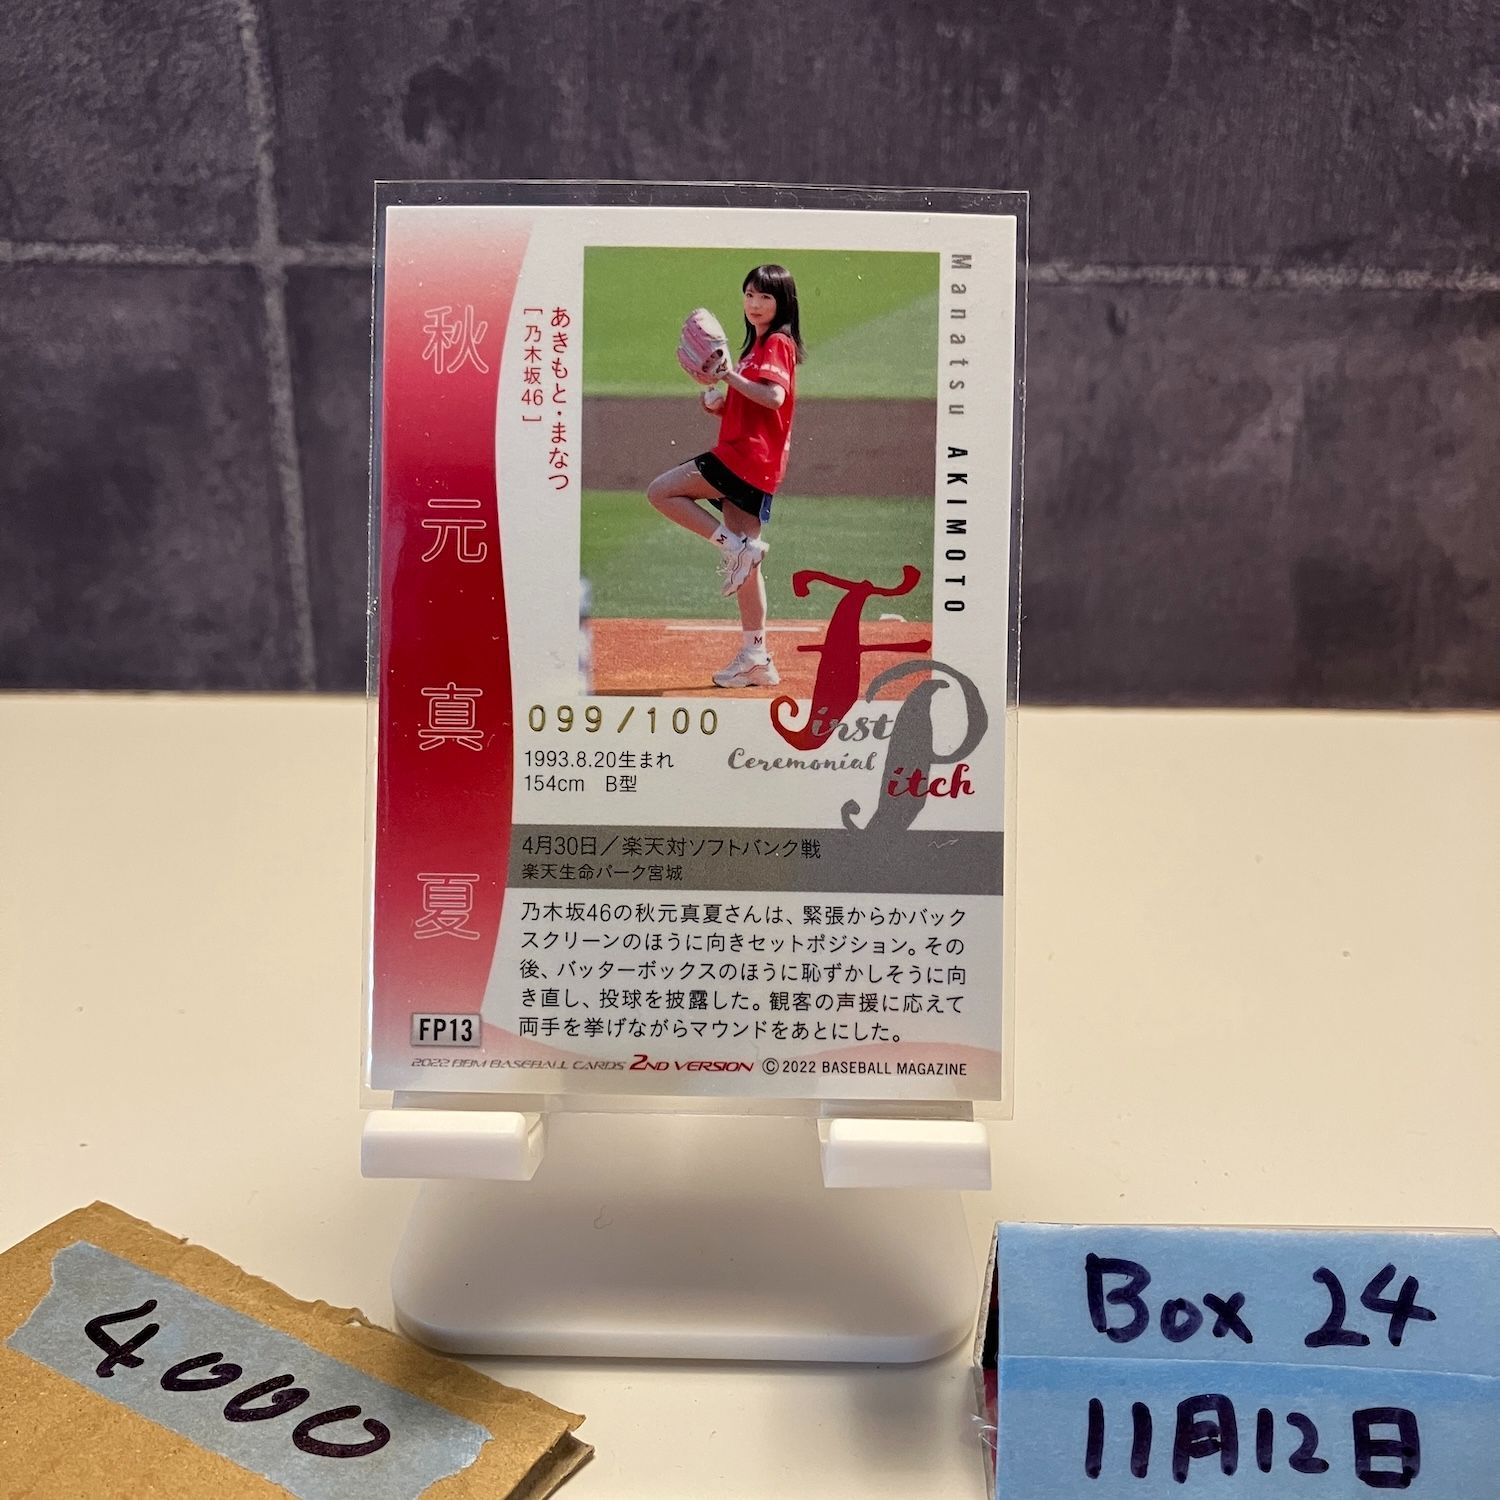 秋元真夏
あきもと・まなつ
［乃木坂46］
Manatsu AKIMOTO
M
M
First
Ceremonial Pitch
099/100
1993.8.20生まれ
154cm B型
4月30日／楽天対ソフトバンク戦
楽天生命パーク宮城
乃木坂46の秋元真夏さんは、緊張からかバック
スクリーンのほうに向きセットポジション。その
後、バッターボックスのほうに恥ずかしそうに向
き直し、投球を披露した。観客の声援に応えて
両手を挙げながらマウンドをあとにした。
FP13
2022 BBM BASEBALL CARDS 2ND VERSION © 2022 BASEBALL MAGAZINE
4000
Box 24
11月12日